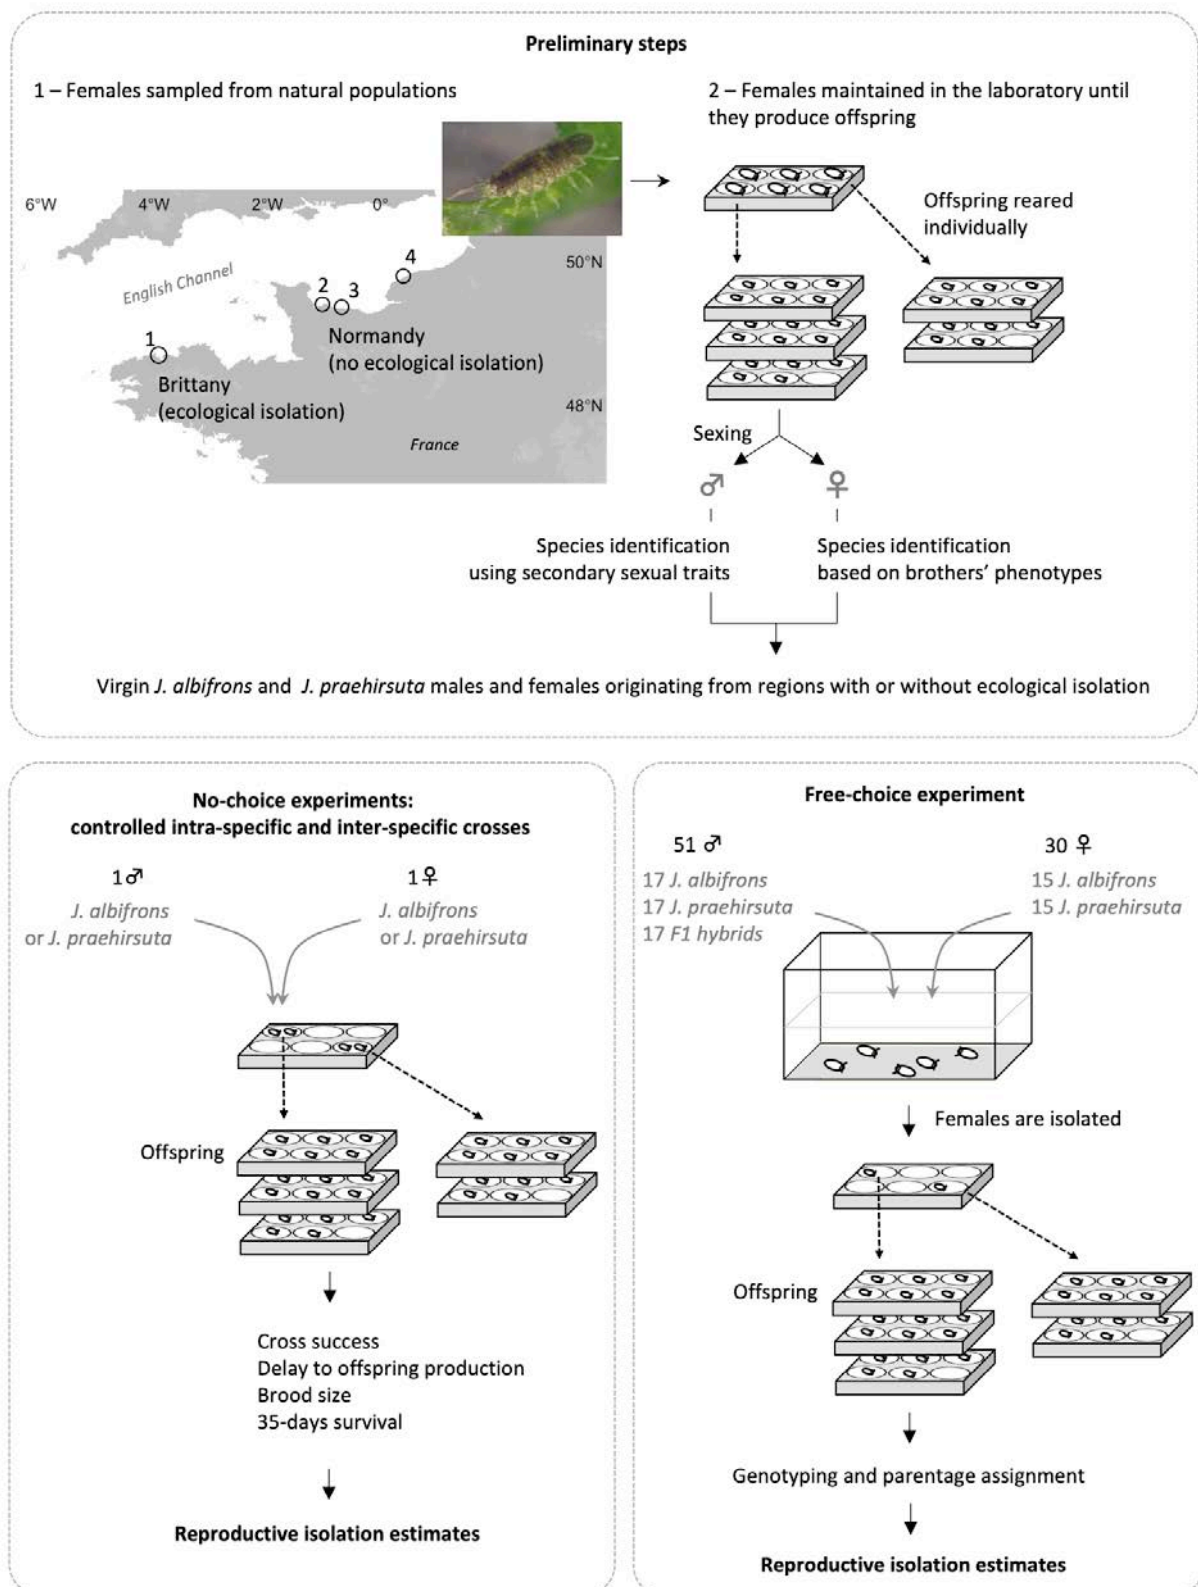 Preliminary steps
1 – Females sampled from natural populations
2 – Females maintained in the laboratory until
they produce offspring
6°W
4°W
2°W
0°
50°N
48°N
English Channel
1
2
3
4
Normandy
(no ecological isolation)
Brittany
(ecological isolation)
France
Offspring reared
individually
Sexing
♂
♀
Species identification
using secondary sexual traits
Species identification
based on brothers’ phenotypes
Virgin J. albifrons and J. praehirsuta males and females originating from regions with or without ecological isolation
No-choice experiments:
controlled intra-specific and inter-specific crosses
1♂
J. albifrons
or J. praehirsuta
1♀
J. albifrons
or J. praehirsuta
Offspring
Cross success
Delay to offspring production
Brood size
35-days survival
Reproductive isolation estimates
Free-choice experiment
51 ♂
17 J. albifrons
17 J. praehirsuta
17 F1 hybrids
30 ♀
15 J. albifrons
15 J. praehirsuta
Females are isolated
Offspring
Genotyping and parentage assignment
Reproductive isolation estimates